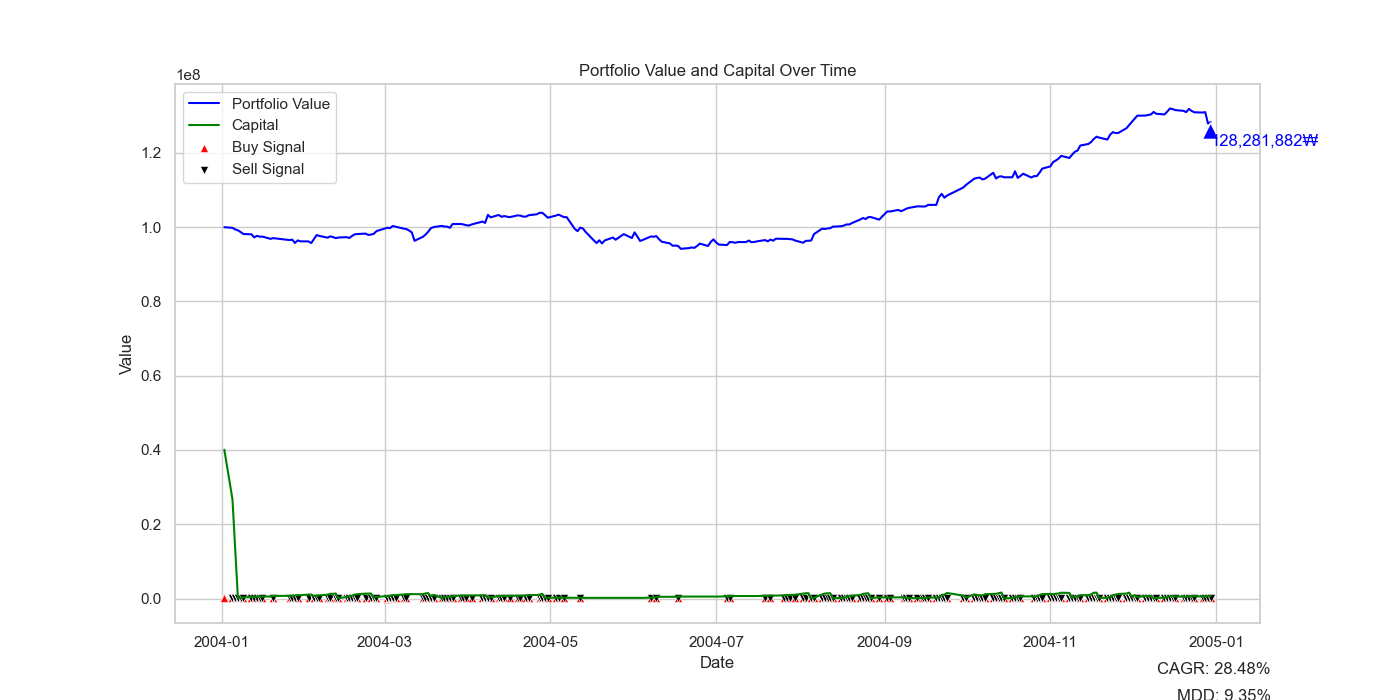 Portfolio Value and Capital Over Time
1e8
Portfolio Value
Capital
Buy Signal
Sell Signal
128,281,882₩
1.2
1.0
0.8
0.6
0.4
0.2
0.0
Value
2004-01 2004-03 2004-05 2004-07 2004-09 2004-11 2005-01
Date
CAGR: 28.48%
MDD: 9.35%